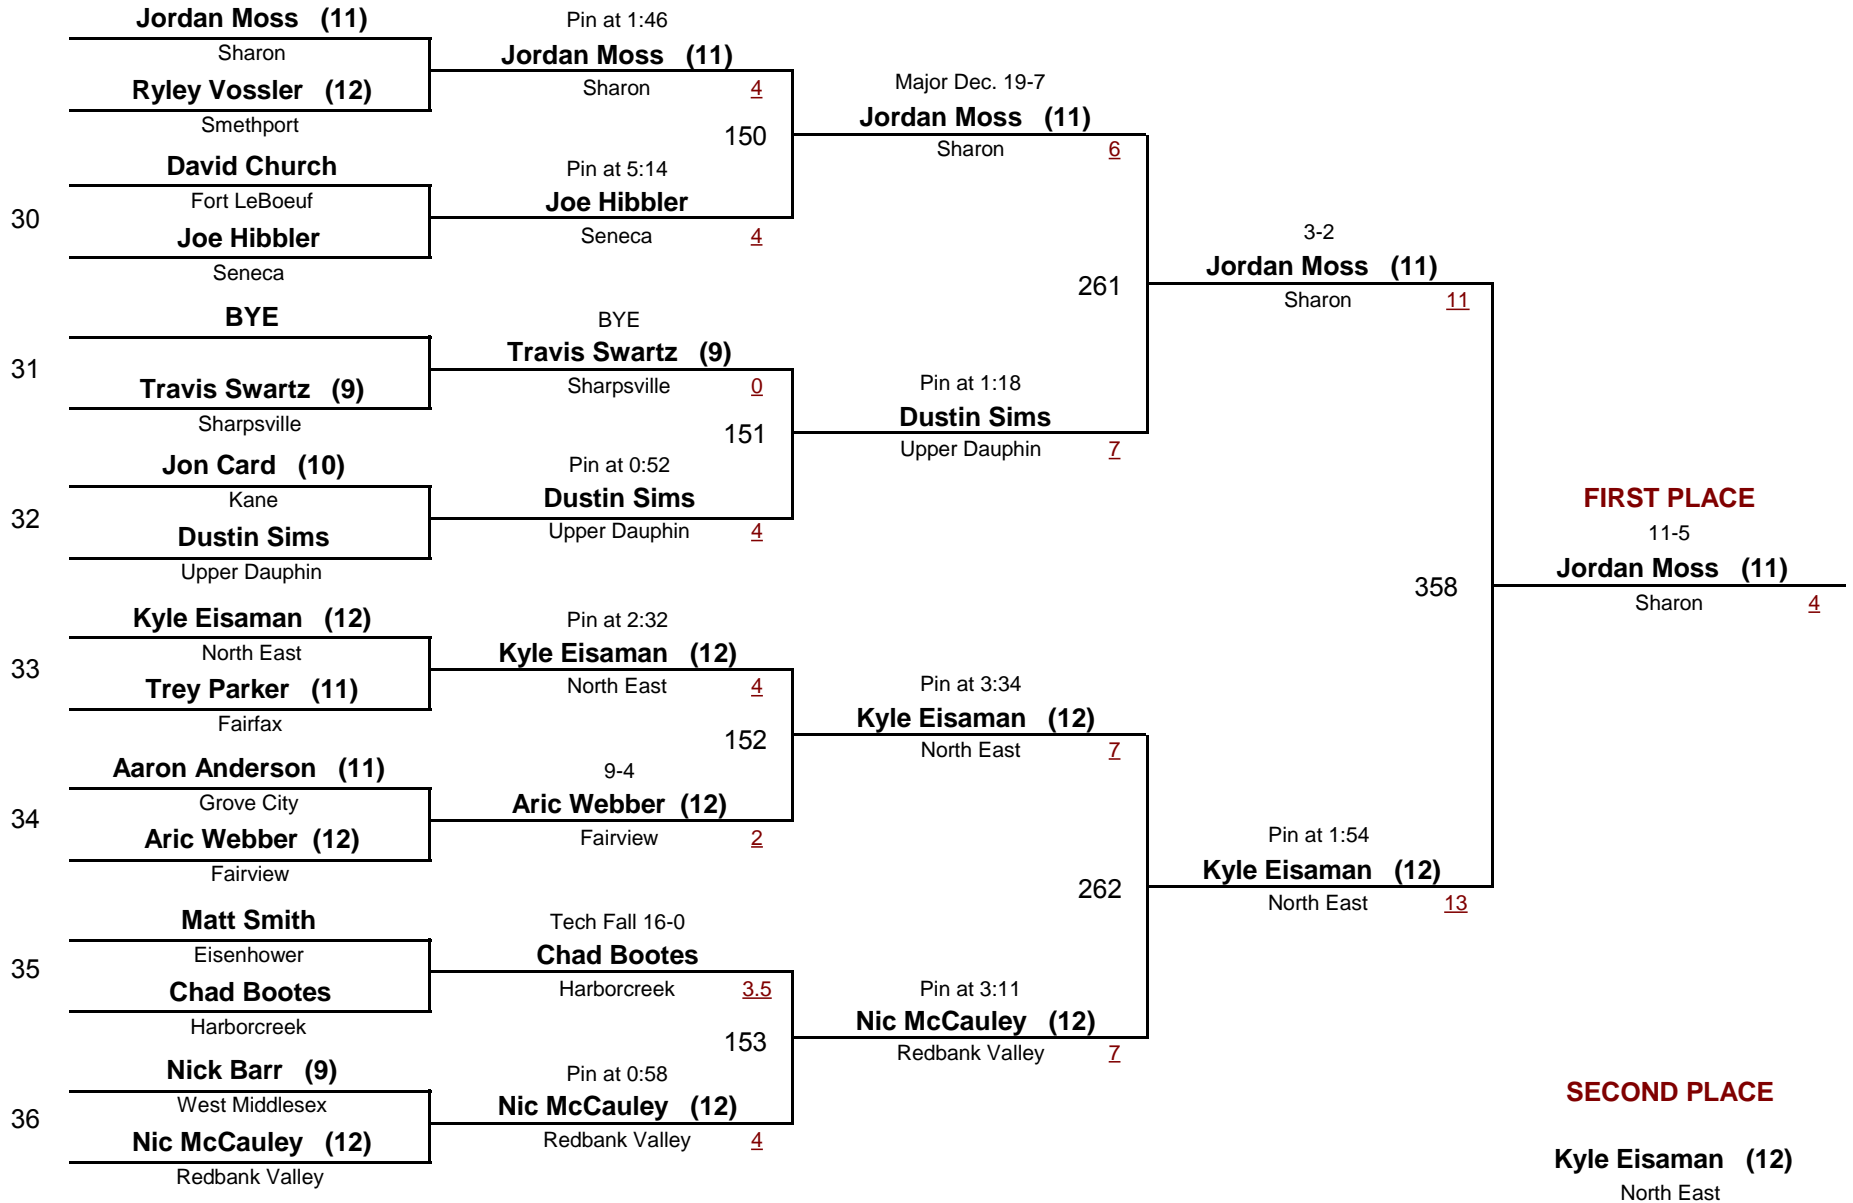 Jordan Moss (11)
Sharon
Ryley Vossler (12)
Smethport
30
David Church
Fort LeBoeuf
Joe Hibbler
Seneca
31
BYE
Travis Swartz (9)
Sharpsville
32
Jon Card (10)
Kane
Dustin Sims
Upper Dauphin
33
Kyle Eisaman (12)
North East
Trey Parker (11)
Fairfax
34
Aaron Anderson (11)
Grove City
Aric Webber (12)
Fairview
35
Matt Smith
Eisenhower
Chad Bootes
Harborcreek
36
Nick Barr (9)
West Middlesex
Nic McCauley (12)
Redbank Valley
Pin at 1:46
Jordan Moss (11)
Sharon 4
150
Pin at 5:14
Joe Hibbler
Seneca 4
BYE
Travis Swartz (9)
Sharpsville 0
151
Pin at 0:52
Dustin Sims
Upper Dauphin 4
Pin at 2:32
Kyle Eisaman (12)
North East 4
152
9-4
Aric Webber (12)
Fairview 2
Tech Fall 16-0
Chad Bootes
Harborcreek 3.5
153
Pin at 0:58
Nic McCauley (12)
Redbank Valley 4
Major Dec. 19-7
Jordan Moss (11)
Sharon 6
261
Pin at 1:18
Dustin Sims
Upper Dauphin 7
Pin at 3:34
Kyle Eisaman (12)
North East 7
262
Pin at 3:11
Nic McCauley (12)
Redbank Valley 7
3-2
Jordan Moss (11)
Sharon 11
358
Pin at 1:54
Kyle Eisaman (12)
North East 13
FIRST PLACE
11-5
Jordan Moss (11)
Sharon 4
SECOND PLACE
Kyle Eisaman (12)
North East